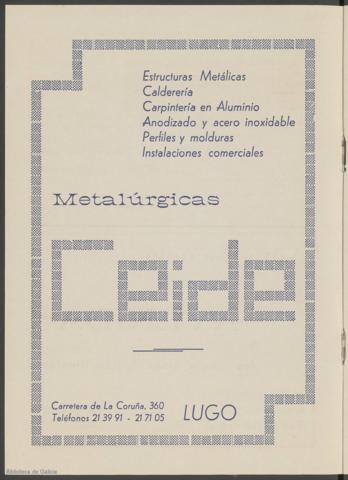 Estructuras Metálicas
Calderería
Carpintería en Aluminio
Anodizado y acero inoxidable
Perfiles y molduras
Instalaciones comerciales
Metalúrgicas
Ceide
Carretera de La Coruña, 360
Teléfonos 21 39 91 - 21 71 05
LUGO
Biblioteca de Galicia